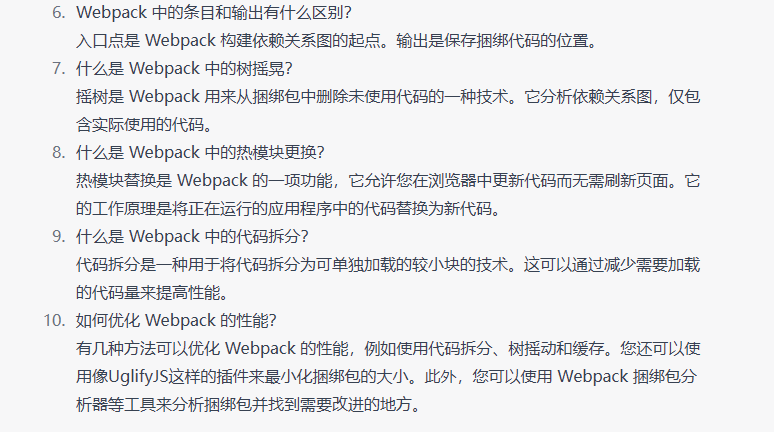 6. Webpack 中的条目和输出有什么区别？
入口点是 Webpack 构建依赖关系图的起点。输出是保存捆绑代码的位置。
7. 什么是 Webpack 中的树摇晃？
摇树是 Webpack 用来从捆绑包中删除未使用代码的一种技术。它分析依赖关系图，仅包
含实际使用的代码。
8. 什么是 Webpack 中的热模块更换？
热模块替换是 Webpack 的一项功能，它允许您在浏览器中更新代码而无需刷新页面。它
的工作原理是将正在运行的应用程序中的代码替换为新代码。
9. 什么是 Webpack 中的代码拆分？
代码拆分是一种用于将代码拆分为可单独加载的较小块的技术。这可以通过减少需要加载
的代码量来提高性能。
10. 如何优化 Webpack 的性能？
有几种方法可以优化 Webpack 的性能，例如使用代码拆分、树摇动和缓存。您还可以使
用像UglifyJS这样的插件来最小化捆绑包的大小。此外，您可以使用 Webpack 捆绑包分
析器等工具来分析捆绑包并找到需要改进的地方。